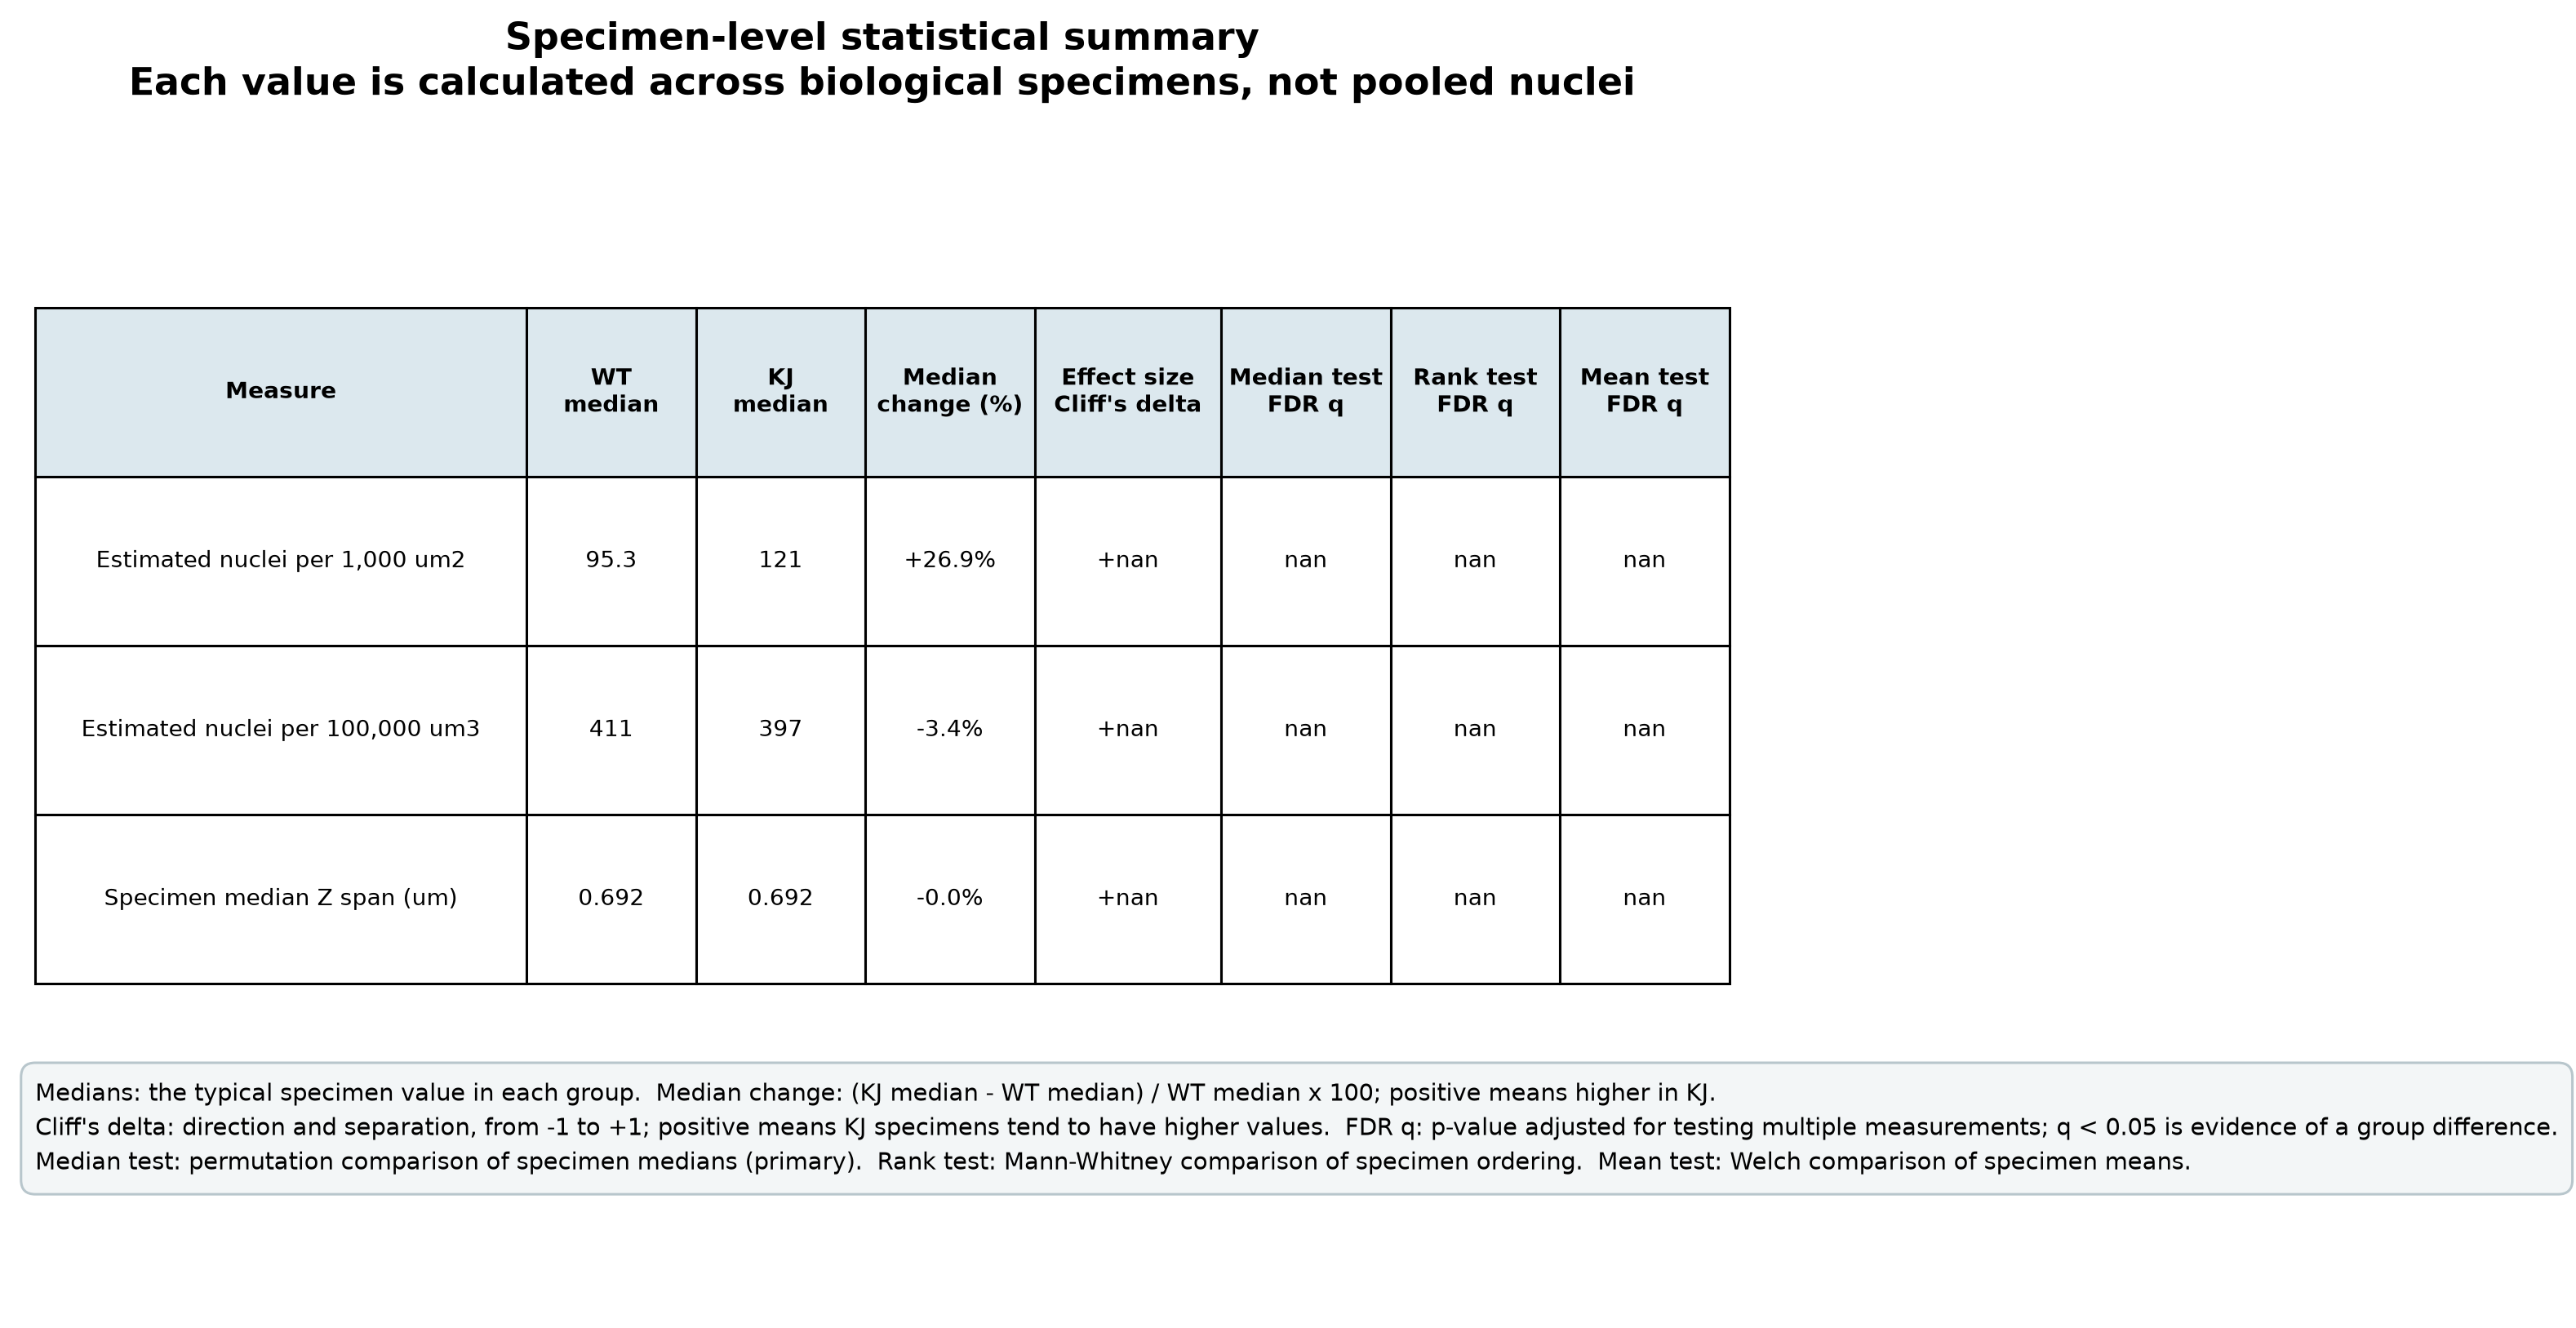 Specimen-level statistical summary
Each value is calculated across biological specimens, not pooled nuclei
Measure
WT
median
KJ
median
Median
change (%)
Effect size
Cliff's delta
Median test
FDR q
Rank test
FDR q
Mean test
FDR q
Estimated nuclei per 1,000 um2 95.3 121 +26.9% +nan nan nan nan
Estimated nuclei per 100,000 um3 411 397 -3.4% +nan nan nan nan
Specimen median Z span (um) 0.692 0.692 -0.0% +nan nan nan nan
Medians: the typical specimen value in each group.  Median change: (KJ median - WT median) / WT median x 100; positive means higher in KJ.
Cliff's delta: direction and separation, from -1 to +1; positive means KJ specimens tend to have higher values.  FDR q: p-value adjusted for testing multiple measurements; q < 0.05 is evidence of a group difference.
Median test: permutation comparison of specimen medians (primary).  Rank test: Mann-Whitney comparison of specimen ordering.  Mean test: Welch comparison of specimen means.